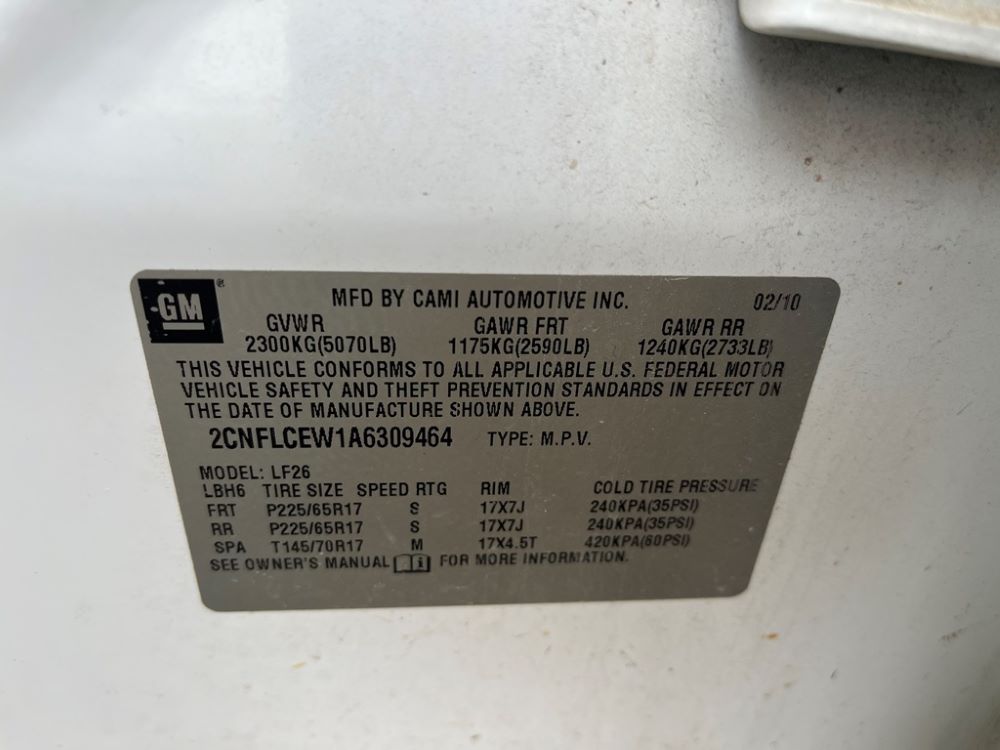 GM®
MFD BY CAMI AUTOMOTIVE INC. 02/10
GVWR GAWR FRT GAWR RR
2300KG(5070LB) 1175KG(2590LB) 1240KG(2733LB)
THIS VEHICLE CONFORMS TO ALL APPLICABLE U.S. FEDERAL MOTOR
VEHICLE SAFETY AND THEFT PREVENTION STANDARDS IN EFFECT ON
THE DATE OF MANUFACTURE SHOWN ABOVE.
2CNFLCEW1A6309464 TYPE: M.P.V.
MODEL: LF26
LBH6 TIRE SIZE SPEED RTG RIM COLD TIRE PRESSURE
FRT P225/65R17 S 17X7J 240KPA(35PSI)
RR P225/65R17 S 17X7J 240KPA(35PSI)
SPA T145/70R17 M 17X4.5T 420KPA(60PSI)
SEE OWNER'S MANUAL i FOR MORE INFORMATION.